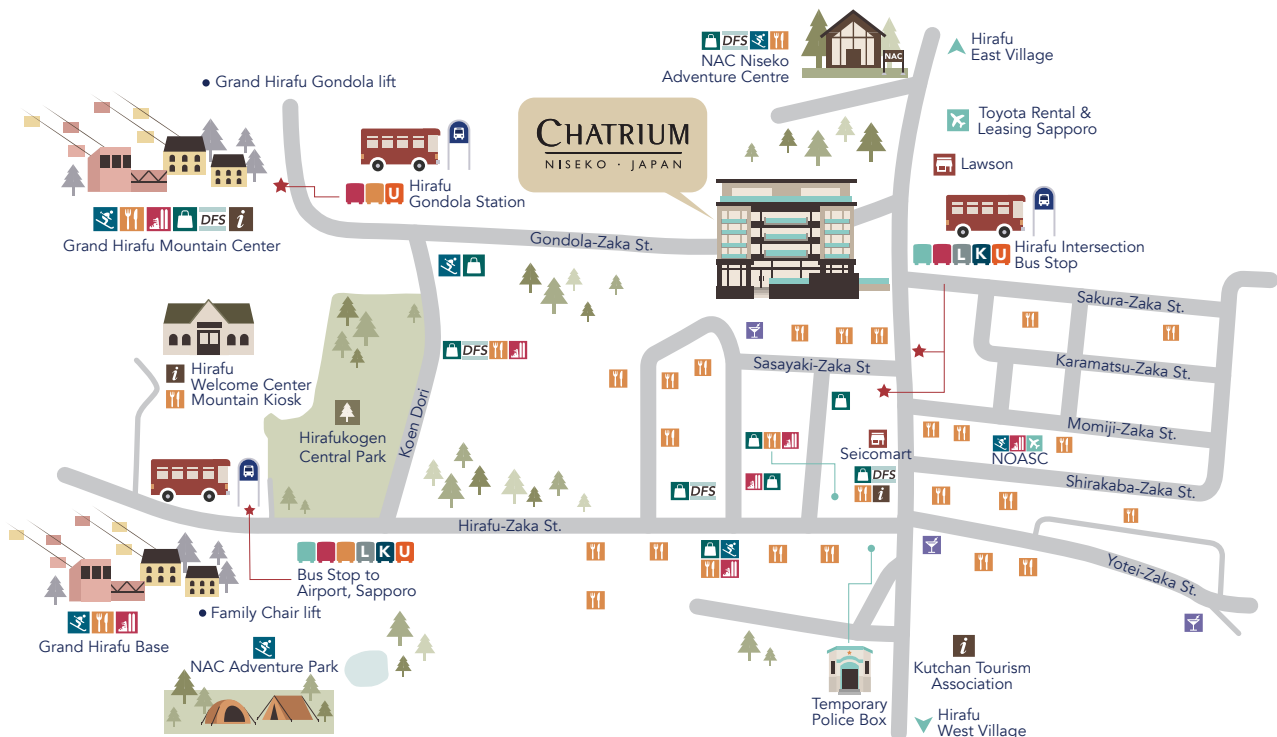 Grand Hirafu Gondola lift
DFS
NAC Niseko
Adventure Centre
NAC
Hirafu
East Village
CHATRIUM
NISEKO · JAPAN
Toyota Rental &
Leasing Sapporo
Lawson
U
Hirafu
Gondola Station
DFS
i
Grand Hirafu Mountain Center
Gondola-Zaka St.
L K U
Hirafu Intersection
Bus Stop
Sakura-Zaka St.
i
Hirafu
Welcome Center
Mountain Kiosk
DFS
Sasayaki-Zaka St
Karamatsu-Zaka St.
Koen Dori
Hirafukogen
Central Park
Momiji-Zaka St.
Seicomart
DFS
i
NOASC
Shirakaba-Zaka St.
DFS
Hirafu-Zaka St.
L K U
Bus Stop to
Airport, Sapporo
Yotei-Zaka St.
Family Chair lift
Grand Hirafu Base
NAC Adventure Park
i
Kutchan Tourism
Association
Temporary
Police Box
Hirafu
West Village